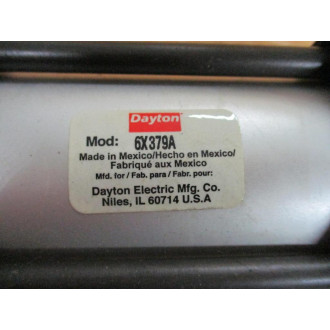 Dayton
Mod: 6X379A
Made in Mexico/Hecho en Mexico/
Fabriqué aux Mexico
Mfd. for / Fab. para / Fabr. pour:
Dayton Electric Mfg. Co.
Niles, IL 60714 U.S.A